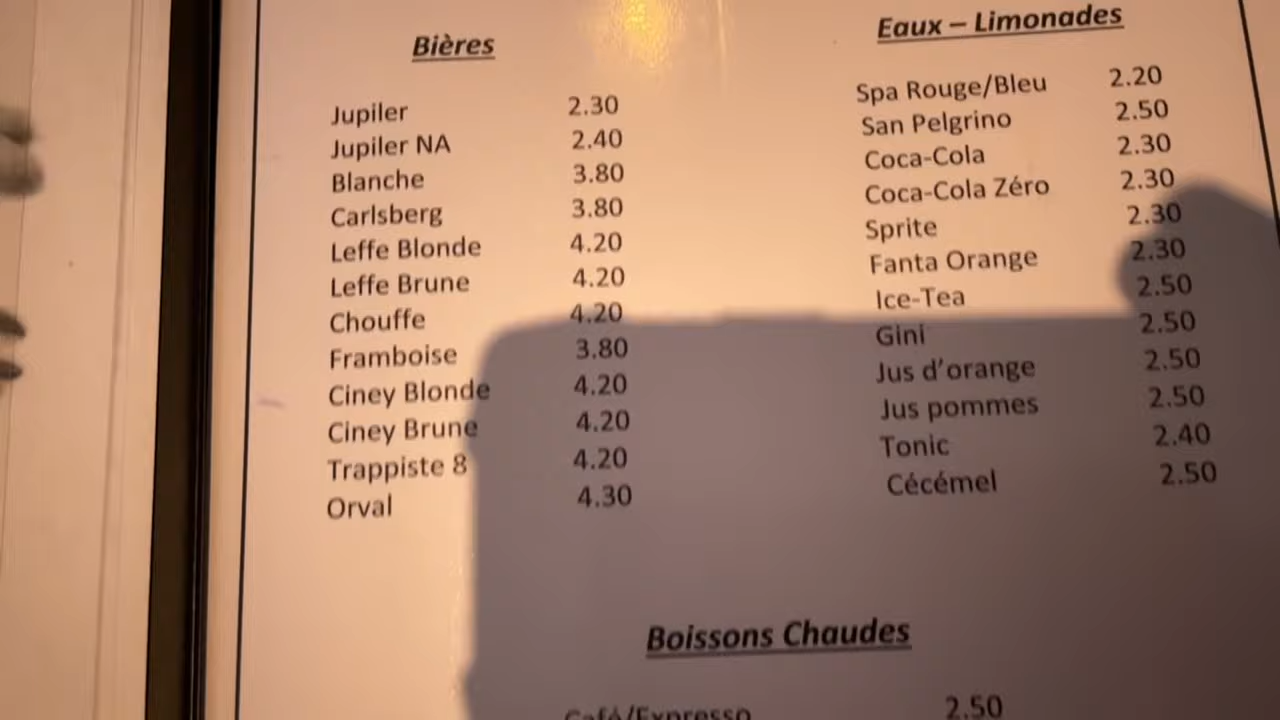 Bières
Jupiler 2.30
Jupiler NA 2.40
Blanche 3.80
Carlsberg 3.80
Leffe Blonde 4.20
Leffe Brune 4.20
Chouffe 4.20
Framboise 3.80
Ciney Blonde 4.20
Ciney Brune 4.20
Trappiste 8 4.20
Orval 4.30
Eaux – Limonades
Spa Rouge/Bleu 2.20
San Pelgrino 2.50
Coca-Cola 2.30
Coca-Cola Zéro 2.30
Sprite 2.30
Fanta Orange 2.30
Ice-Tea 2.50
Gini 2.50
Jus d'orange 2.50
Jus pommes 2.50
Tonic 2.40
Cécémel 2.50
Boissons Chaudes
Café/Expresso 2.50